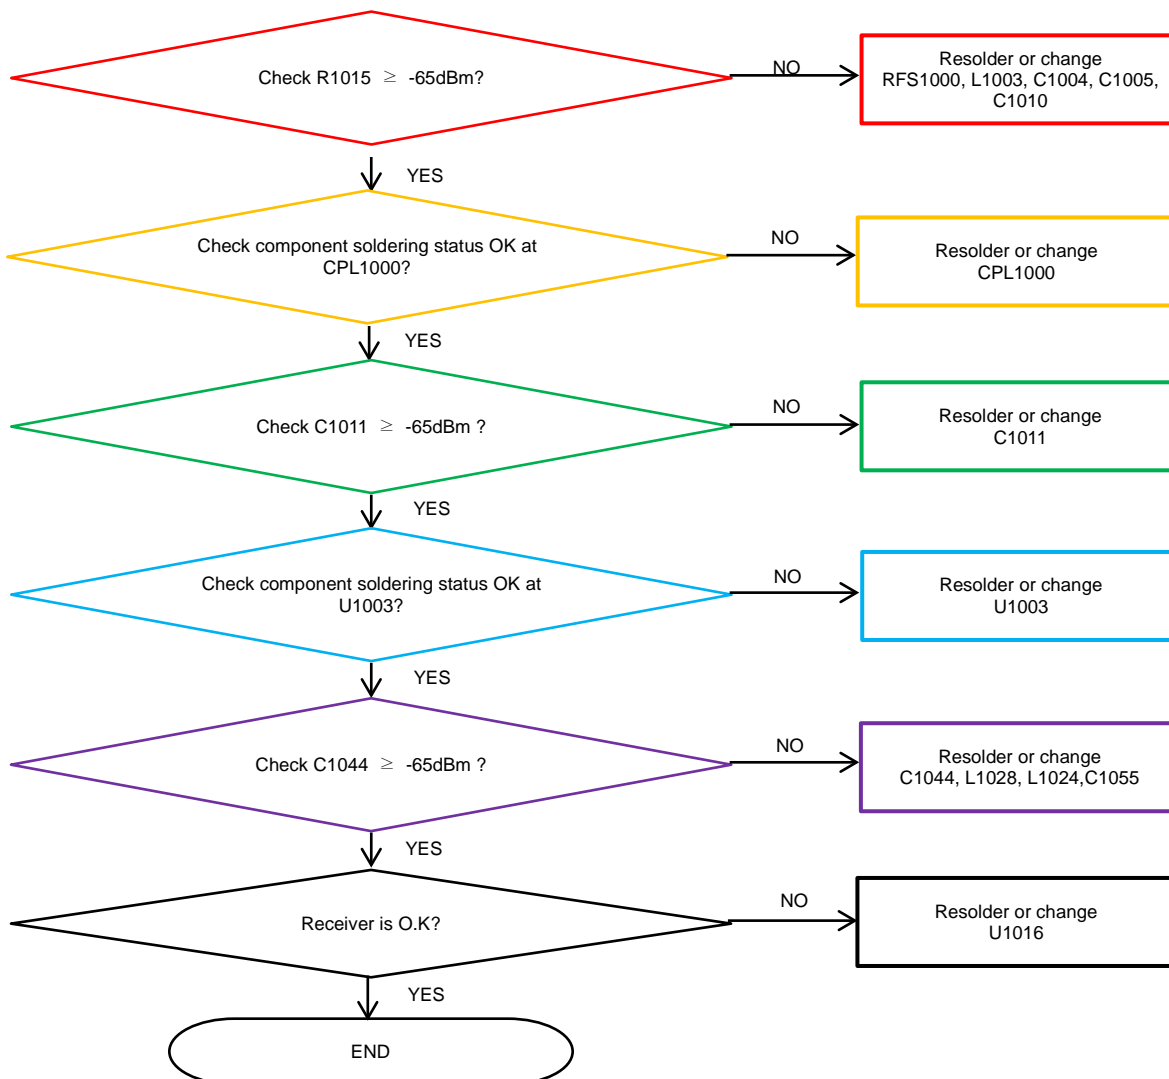 Check R1015 ≥ -65dBm?
NO
Resolder or change
RFS1000, L1003, C1004, C1005,
C1010
YES
Check component soldering status OK at
CPL1000?
NO
Resolder or change
CPL1000
YES
Check C1011 ≥ -65dBm ?
NO
Resolder or change
C1011
YES
Check component soldering status OK at
U1003?
NO
Resolder or change
U1003
YES
Check C1044 ≥ -65dBm ?
NO
Resolder or change
C1044, L1028, L1024,C1055
YES
Receiver is O.K?
NO
Resolder or change
U1016
YES
END